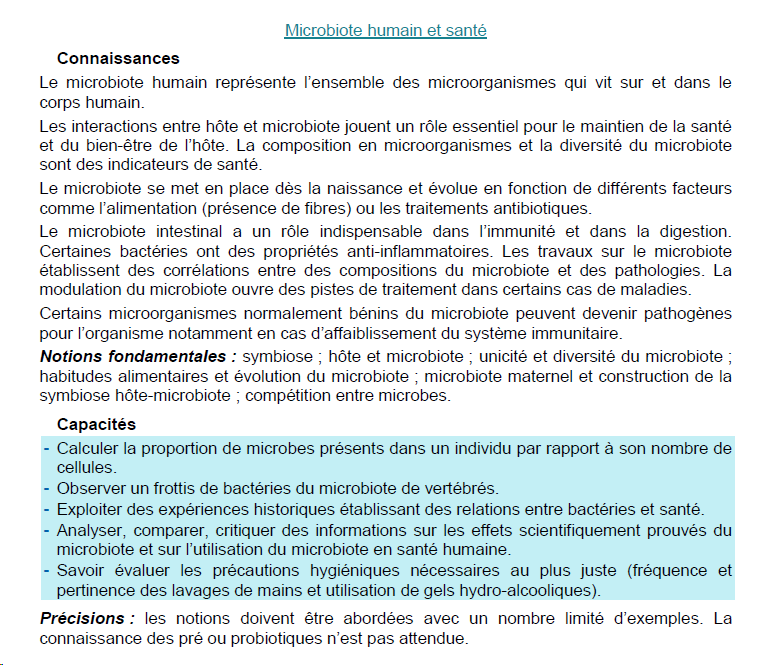 Microbiote humain et santé
Connaissances
Le microbiote humain représente l’ensemble des microorganismes qui vit sur et dans le
corps humain.
Les interactions entre hôte et microbiote jouent un rôle essentiel pour le maintien de la santé
et du bien-être de l’hôte. La composition en microorganismes et la diversité du microbiote
sont des indicateurs de santé.
Le microbiote se met en place dès la naissance et évolue en fonction de différents facteurs
comme l’alimentation (présence de fibres) ou les traitements antibiotiques.
Le microbiote intestinal a un rôle indispensable dans l’immunité et dans la digestion.
Certaines bactéries ont des propriétés anti-inflammatoires. Les travaux sur le microbiote
établissent des corrélations entre des compositions du microbiote et des pathologies. La
modulation du microbiote ouvre des pistes de traitement dans certains cas de maladies.
Certains microorganismes normalement bénins du microbiote peuvent devenir pathogènes
pour l’organisme notamment en cas d’affaiblissement du système immunitaire.
Notions fondamentales : symbiose ; hôte et microbiote ; unicité et diversité du microbiote ;
habitudes alimentaires et évolution du microbiote ; microbiote maternel et construction de la
symbiose hôte-microbiote ; compétition entre microbes.
Capacités
- Calculer la proportion de microbes présents dans un individu par rapport à son nombre de
cellules.
- Observer un frottis de bactéries du microbiote de vertébrés.
- Exploiter des expériences historiques établissant des relations entre bactéries et santé.
- Analyser, comparer, critiquer des informations sur les effets scientifiquement prouvés du
microbiote et sur l’utilisation du microbiote en santé humaine.
- Savoir évaluer les précautions hygiéniques nécessaires au plus juste (fréquence et
pertinence des lavages de mains et utilisation de gels hydro-alcooliques).
Précisions : les notions doivent être abordées avec un nombre limité d’exemples. La
connaissance des pré ou probiotiques n’est pas attendue.